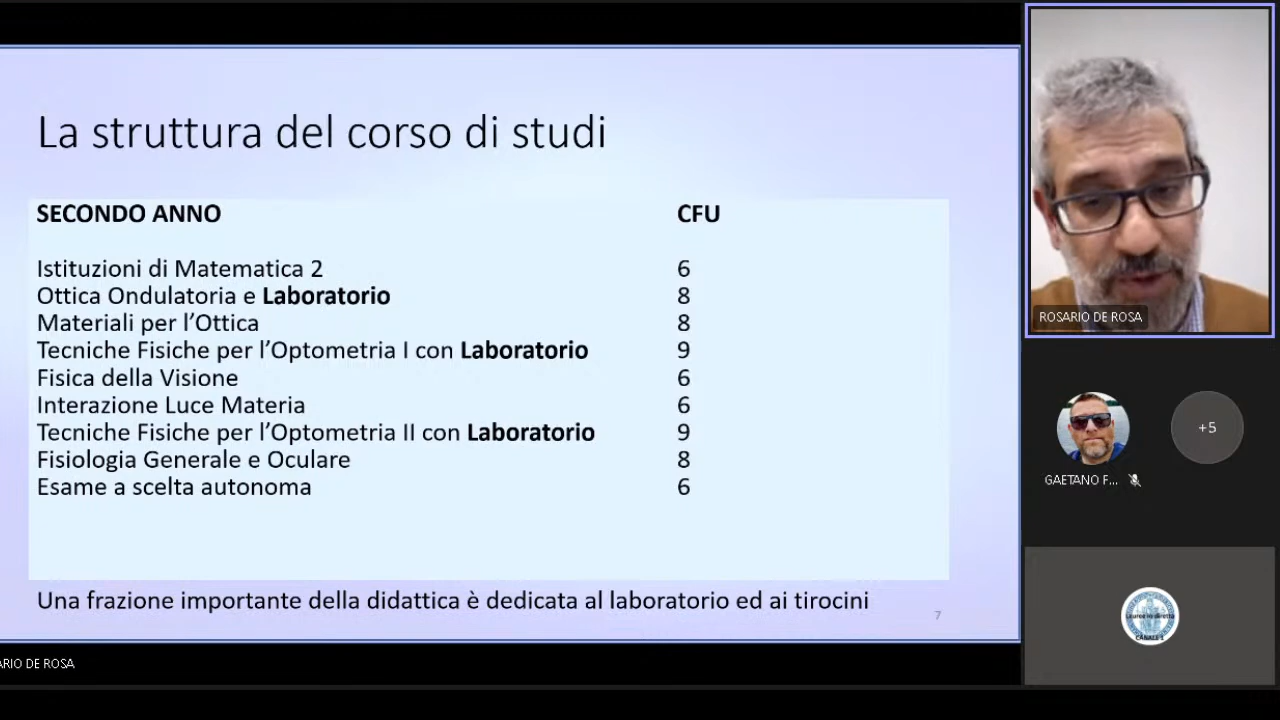 La struttura del corso di studi
SECONDO ANNO CFU
Istituzioni di Matematica 2 6
Ottica Ondulatoria e Laboratorio 8
Materiali per l’Ottica 8
Tecniche Fisiche per l’Optometria I con Laboratorio 9
Fisica della Visione 6
Interazione Luce Materia 6
Tecniche Fisiche per l’Optometria II con Laboratorio 9
Fisiologia Generale e Oculare 8
Esame a scelta autonoma 6
Una frazione importante della didattica è dedicata al laboratorio ed ai tirocini
7
ARIO DE ROSA
ROSARIO DE ROSA
+5
GAETANO F...
CANALE 1